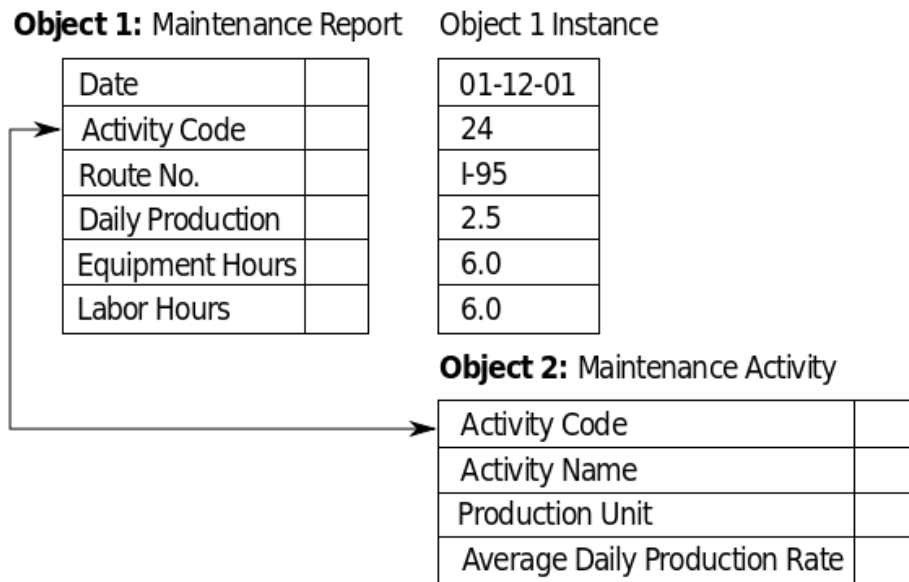 Object 1: Maintenance Report
Object 1 Instance
Date
01-12-01
Activity Code
24
Route No.
I-95
Daily Production
2.5
Equipment Hours
6.0
Labor Hours
6.0
Object 2: Maintenance Activity
Activity Code
Activity Name
Production Unit
Average Daily Production Rate